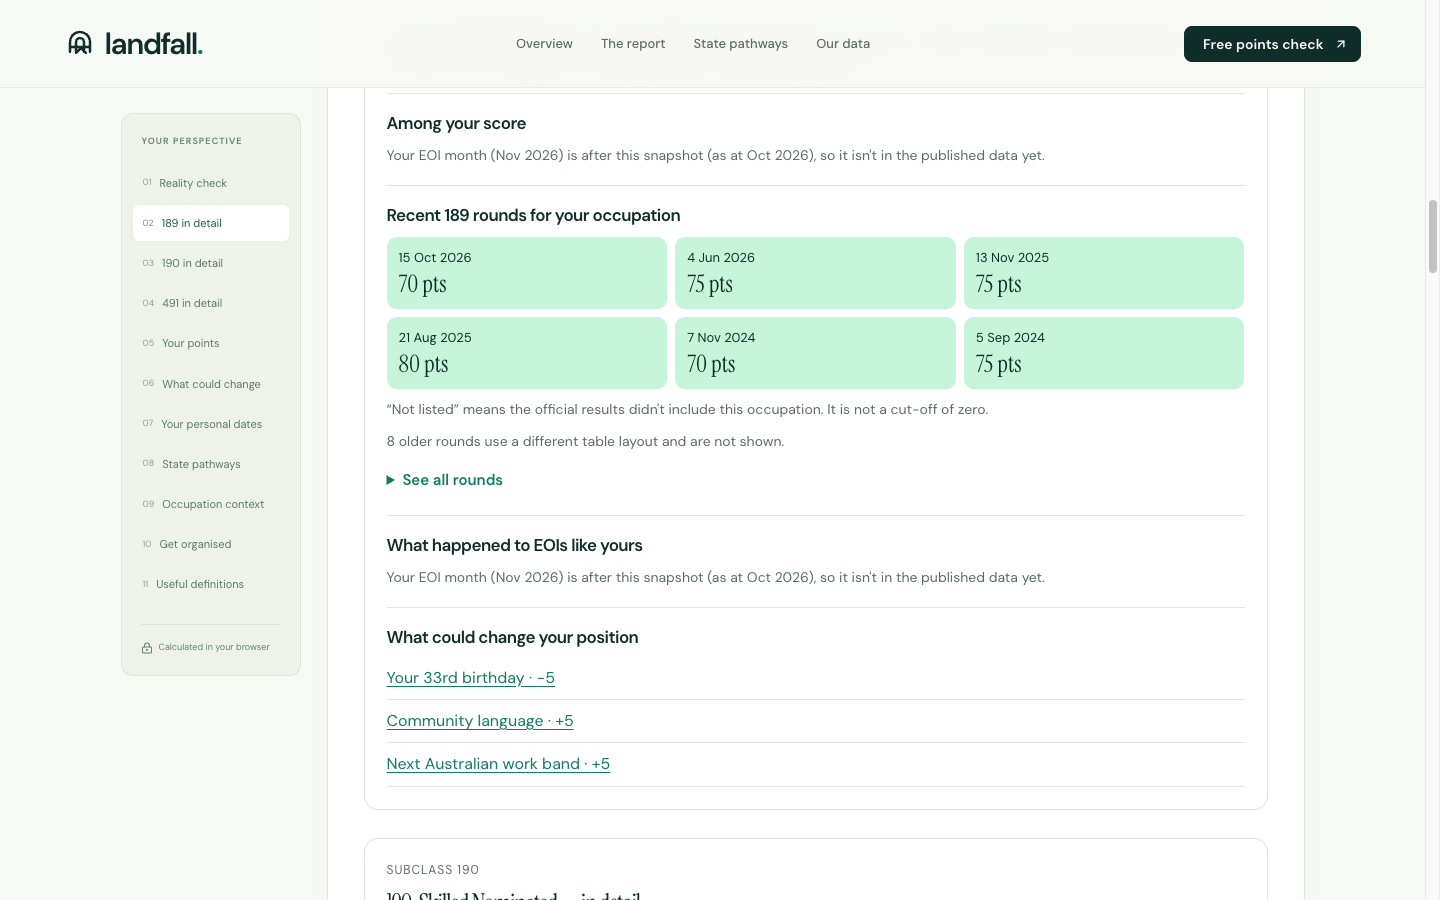 landfall.
Overview
The report
State pathways
Our data
Free points check
YOUR PERSPECTIVE
01 Reality check
02 189 in detail
03 190 in detail
04 491 in detail
05 Your points
06 What could change
07 Your personal dates
08 State pathways
09 Occupation context
10 Get organised
11 Useful definitions
Calculated in your browser
Among your score
Your EOI month (Nov 2026) is after this snapshot (as at Oct 2026), so it isn't in the published data yet.
Recent 189 rounds for your occupation
15 Oct 2026
70 pts
4 Jun 2026
75 pts
13 Nov 2025
75 pts
21 Aug 2025
80 pts
7 Nov 2024
70 pts
5 Sep 2024
75 pts
“Not listed” means the official results didn't include this occupation. It is not a cut-off of zero.
8 older rounds use a different table layout and are not shown.
See all rounds
What happened to EOIs like yours
Your EOI month (Nov 2026) is after this snapshot (as at Oct 2026), so it isn't in the published data yet.
What could change your position
Your 33rd birthday · −5
Community language · +5
Next Australian work band · +5
SUBCLASS 190
190 Skilled Nominated — in detail